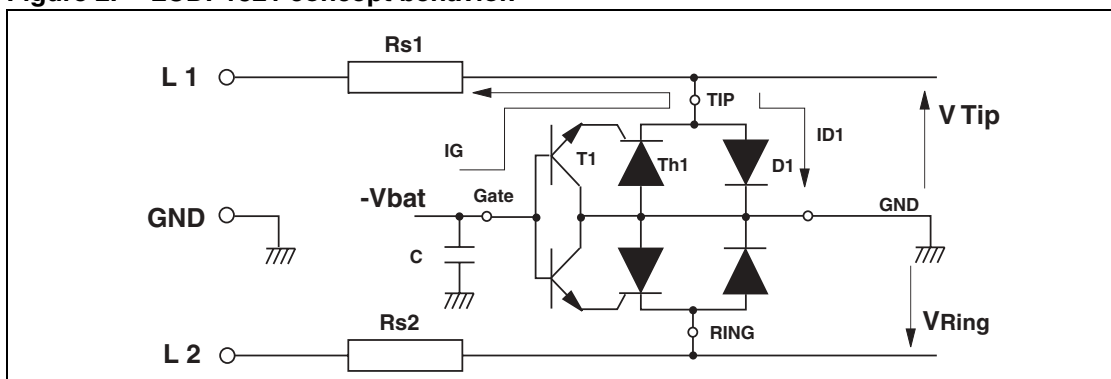 Rs1
L 1
TIP
V Tip
ID1
IG
T1
Th1
D1
-Vbat
Gate
GND
GND
C
Rs2
VRing
RING
L 2